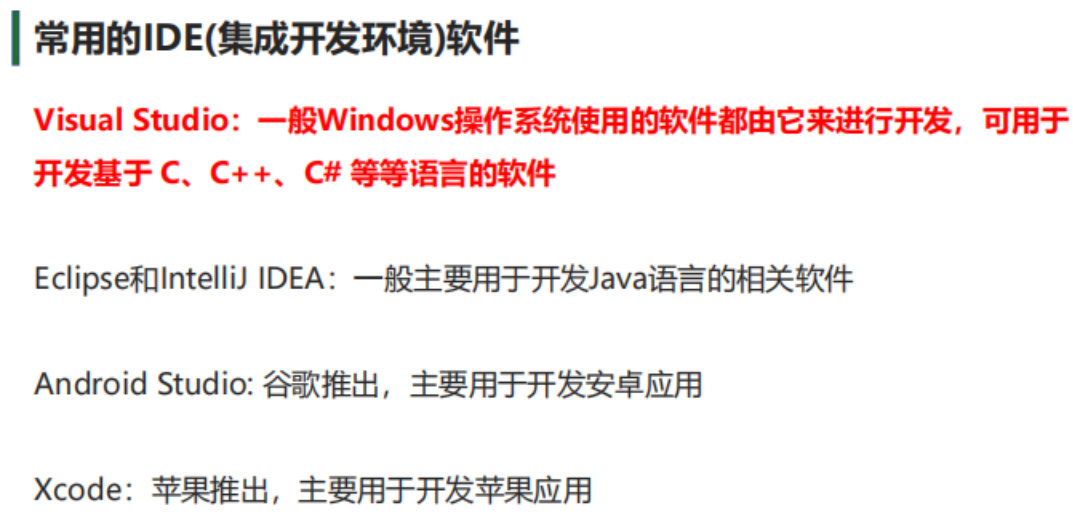 常用的IDE(集成开发环境)软件
Visual Studio：一般Windows操作系统使用的软件都由它来进行开发，可用于
开发基于 C、C++、C# 等等语言的软件
Eclipse和IntelliJ IDEA：一般主要用于开发Java语言的相关软件
Android Studio: 谷歌推出，主要用于开发安卓应用
Xcode：苹果推出，主要用于开发苹果应用